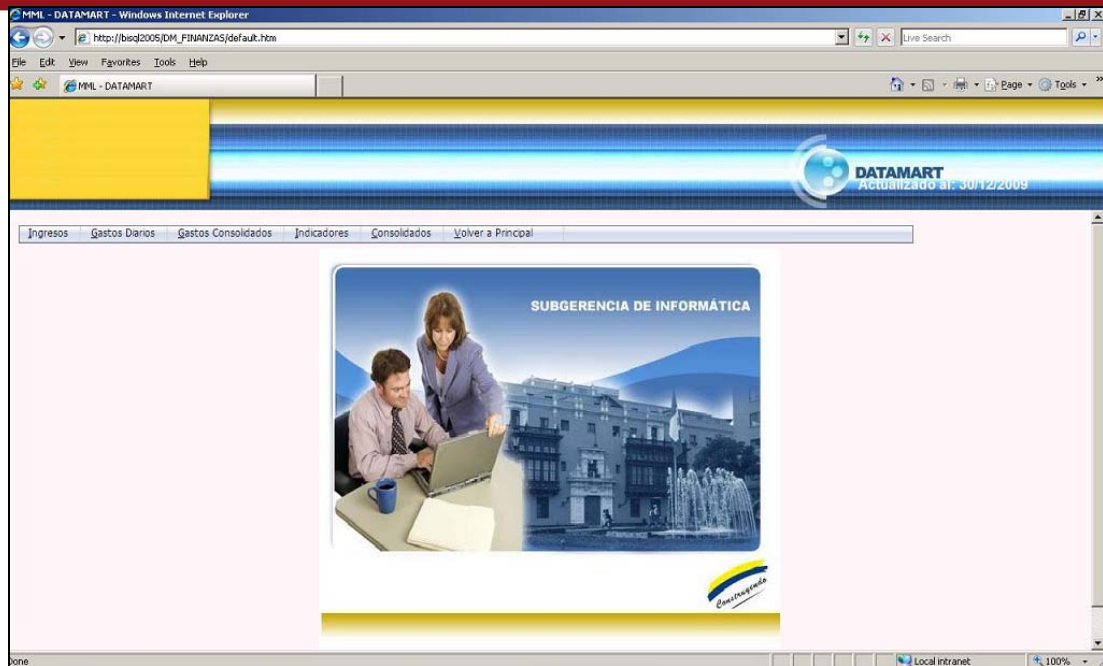 MML - DATAMART - Windows Internet Explorer
http://bisql2005/DM_FINANZAS/default.htm
Live Search
File Edit View Favorites Tools Help
MML - DATAMART
Page Tools
DATAMART
Actualizado al: 30/12/2009
Ingresos Gastos Diarios Gastos Consolidados Indicadores Consolidados Volver a Principal
SUBGERENCIA DE INFORMÁTICA
Construyendo
Done
Local intranet
100%